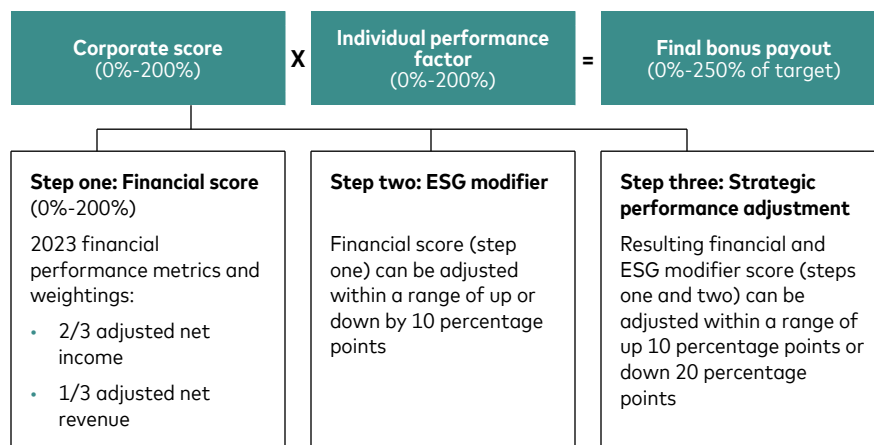 Corporate score
(0%-200%)
X
Individual performance
factor
(0%-200%)
=
Final bonus payout
(0%-250% of target)
Step one: Financial score
(0%-200%)
2023 financial
performance metrics and
weightings:
• 2/3 adjusted net
income
• 1/3 adjusted net
revenue
Step two: ESG modifier
Financial score (step
one) can be adjusted
within a range of up or
down by 10 percentage
points
Step three: Strategic
performance adjustment
Resulting financial and
ESG modifier score (steps
one and two) can be
adjusted within a range of
up 10 percentage points or
down 20 percentage
points